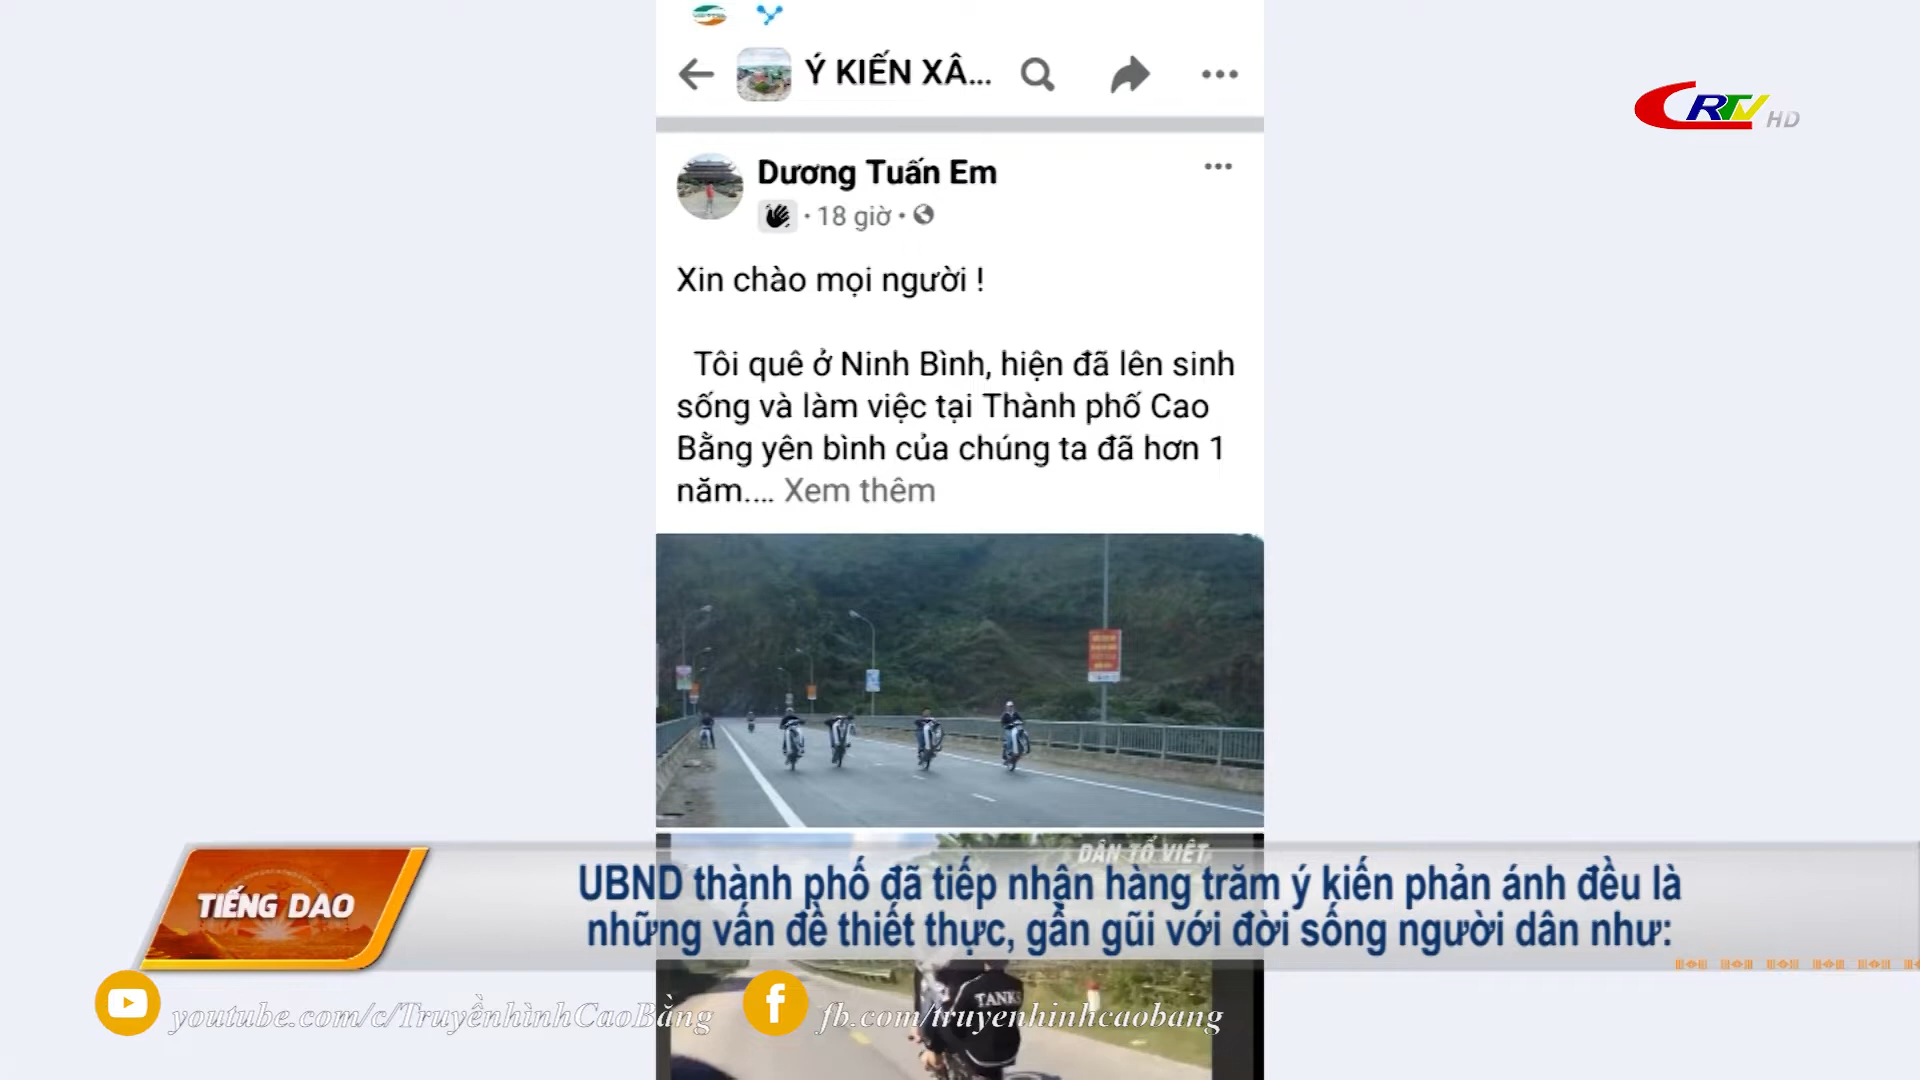 Ý KIẾN XÂ...
CRTV HD
Dương Tuấn Em
18 giờ
Xin chào mọi người !
Tôi quê ở Ninh Bình, hiện đã lên sinh
sống và làm việc tại Thành phố Cao
Bằng yên bình của chúng ta đã hơn 1
năm.... Xem thêm
DÂN TỔ VIỆT
TIẾNG DAO
UBND thành phố đã tiếp nhận hàng trăm ý kiến phản ánh đều là
những vấn đề thiết thực, gần gũi với đời sống người dân như:
TANK
youtube.com/c/TruyềnhìnhCaoBằng
fb.com/truyenhinhcaobang